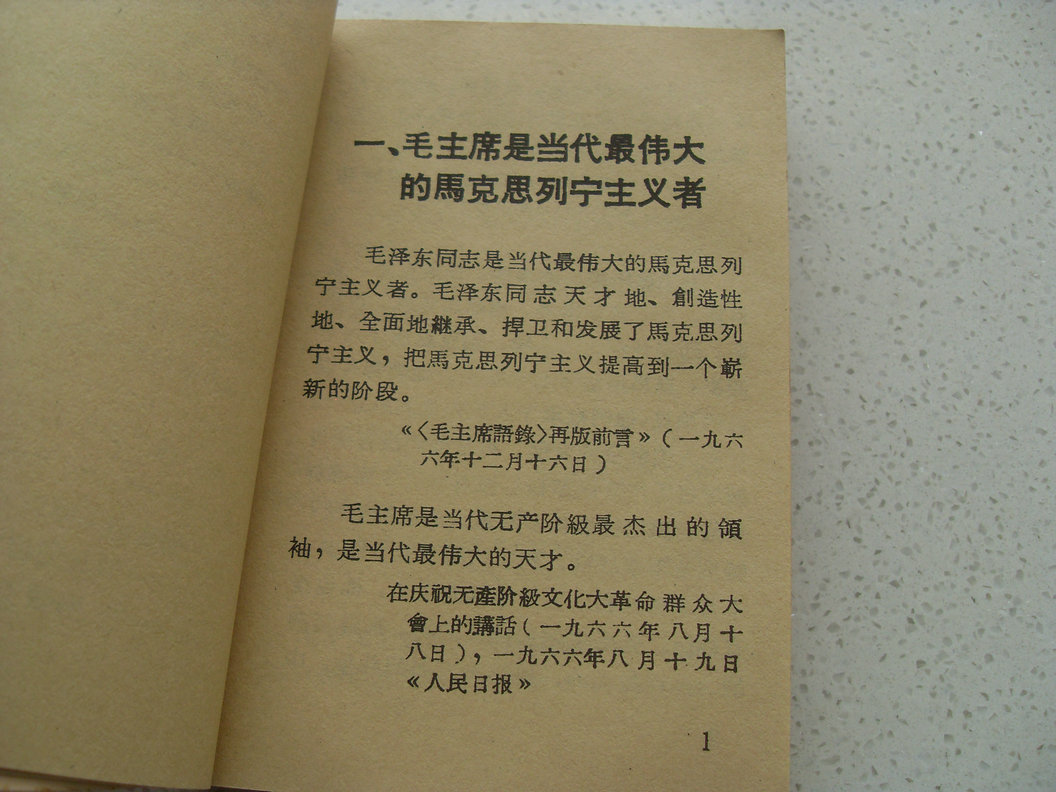 一、毛主席是当代最伟大
的馬克思列宁主义者
毛泽东同志是当代最伟大的馬克思列
宁主义者。毛泽东同志天才地、創造性
地、全面地継承、捍卫和发展了馬克思列
宁主义，把馬克思列宁主义提高到一个崭
新的阶段。
《〈毛主席語錄〉再版前言》（一九六
六年十二月十六日）
毛主席是当代无产阶級最杰出的領
袖，是当代最伟大的天才。
在庆祝无產阶級文化大革命群众大
會上的講話（一九六六年八月十
八日），一九六六年八月十九日
《人民日报》
1